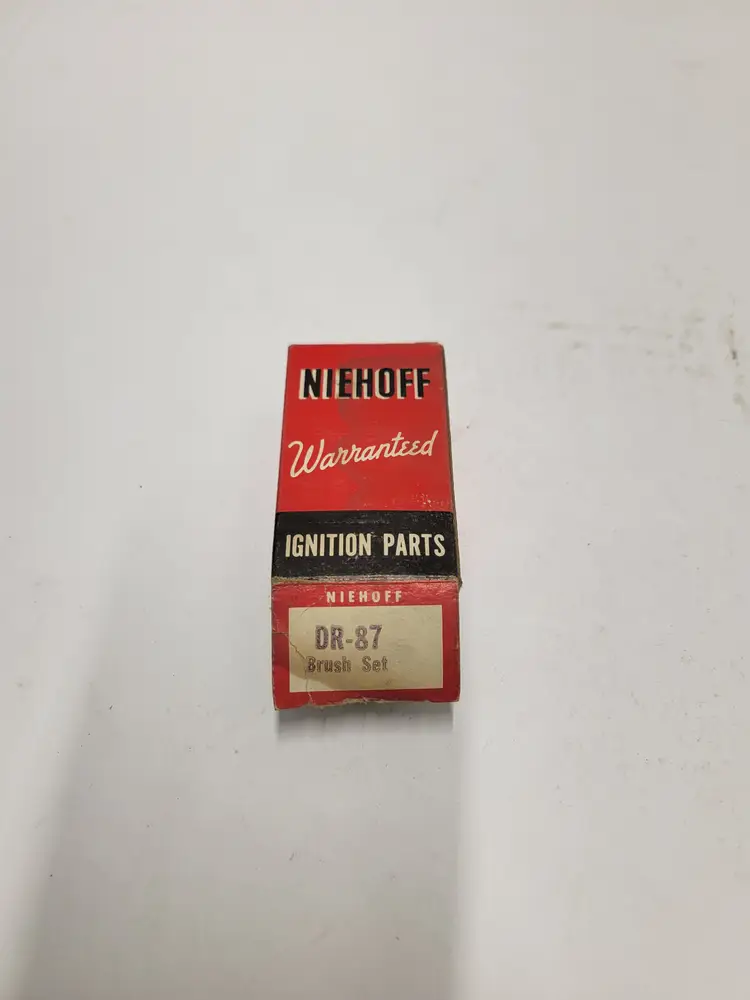 NIEHOFF
Warranteed
IGNITION PARTS
NIEHOFF
DR-87
Brush Set